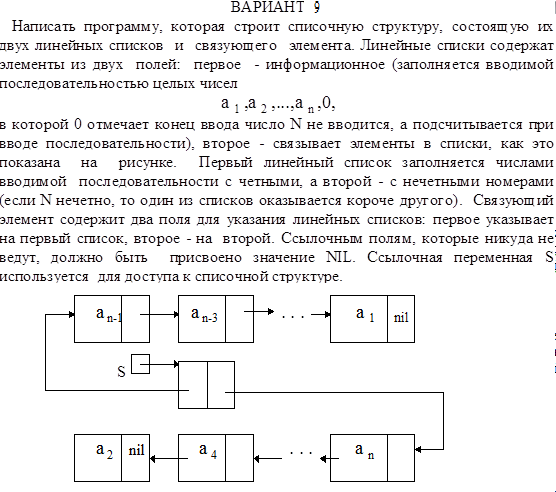 ВАРИАНТ 9
Написать программу, которая строит списочную структуру, состоящую их
двух линейных списков и связующего элемента. Линейные списки содержат
элементы из двух полей: первое - информационное (заполняется вводимой
последовательностью целых чисел
a 1 ,a 2 ,...,a n ,0,
в которой 0 отмечает конец ввода число N не вводится, а подсчитывается при
вводе последовательности), второе - связывает элементы в списки, как это
показана на рисунке. Первый линейный список заполняется числами
вводимой последовательности с четными, а второй - с нечетными номерами
(если N нечетно, то один из списков оказывается короче другого). Связующий
элемент содержит два поля для указания линейных списков: первое указывает
на первый список, второе - на второй. Ссылочным полям, которые никуда не
ведут, должно быть присвоено значение NIL. Ссылочная переменная S
используется для доступа к списочной структуре.
a n-1 a n-3 . . . a 1 nil
S
a 2 nil a 4 . . . a n